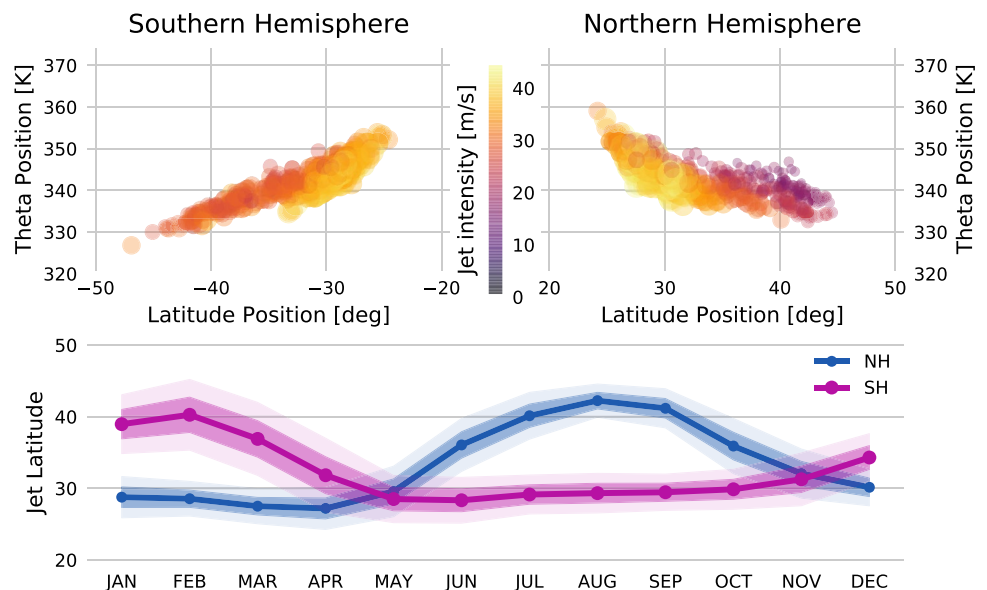 Southern Hemisphere
Northern Hemisphere
Theta Position [K]
370
360
350
340
330
320
−50
−40
−30
−20
Latitude Position [deg]
Jet intensity [m/s]
40
30
20
10
0
370
360
350
340
330
320
Theta Position [K]
20
30
40
50
Latitude Position [deg]
Jet Latitude
50
40
30
20
NH
SH
JAN FEB MAR APR MAY JUN JUL AUG SEP OCT NOV DEC